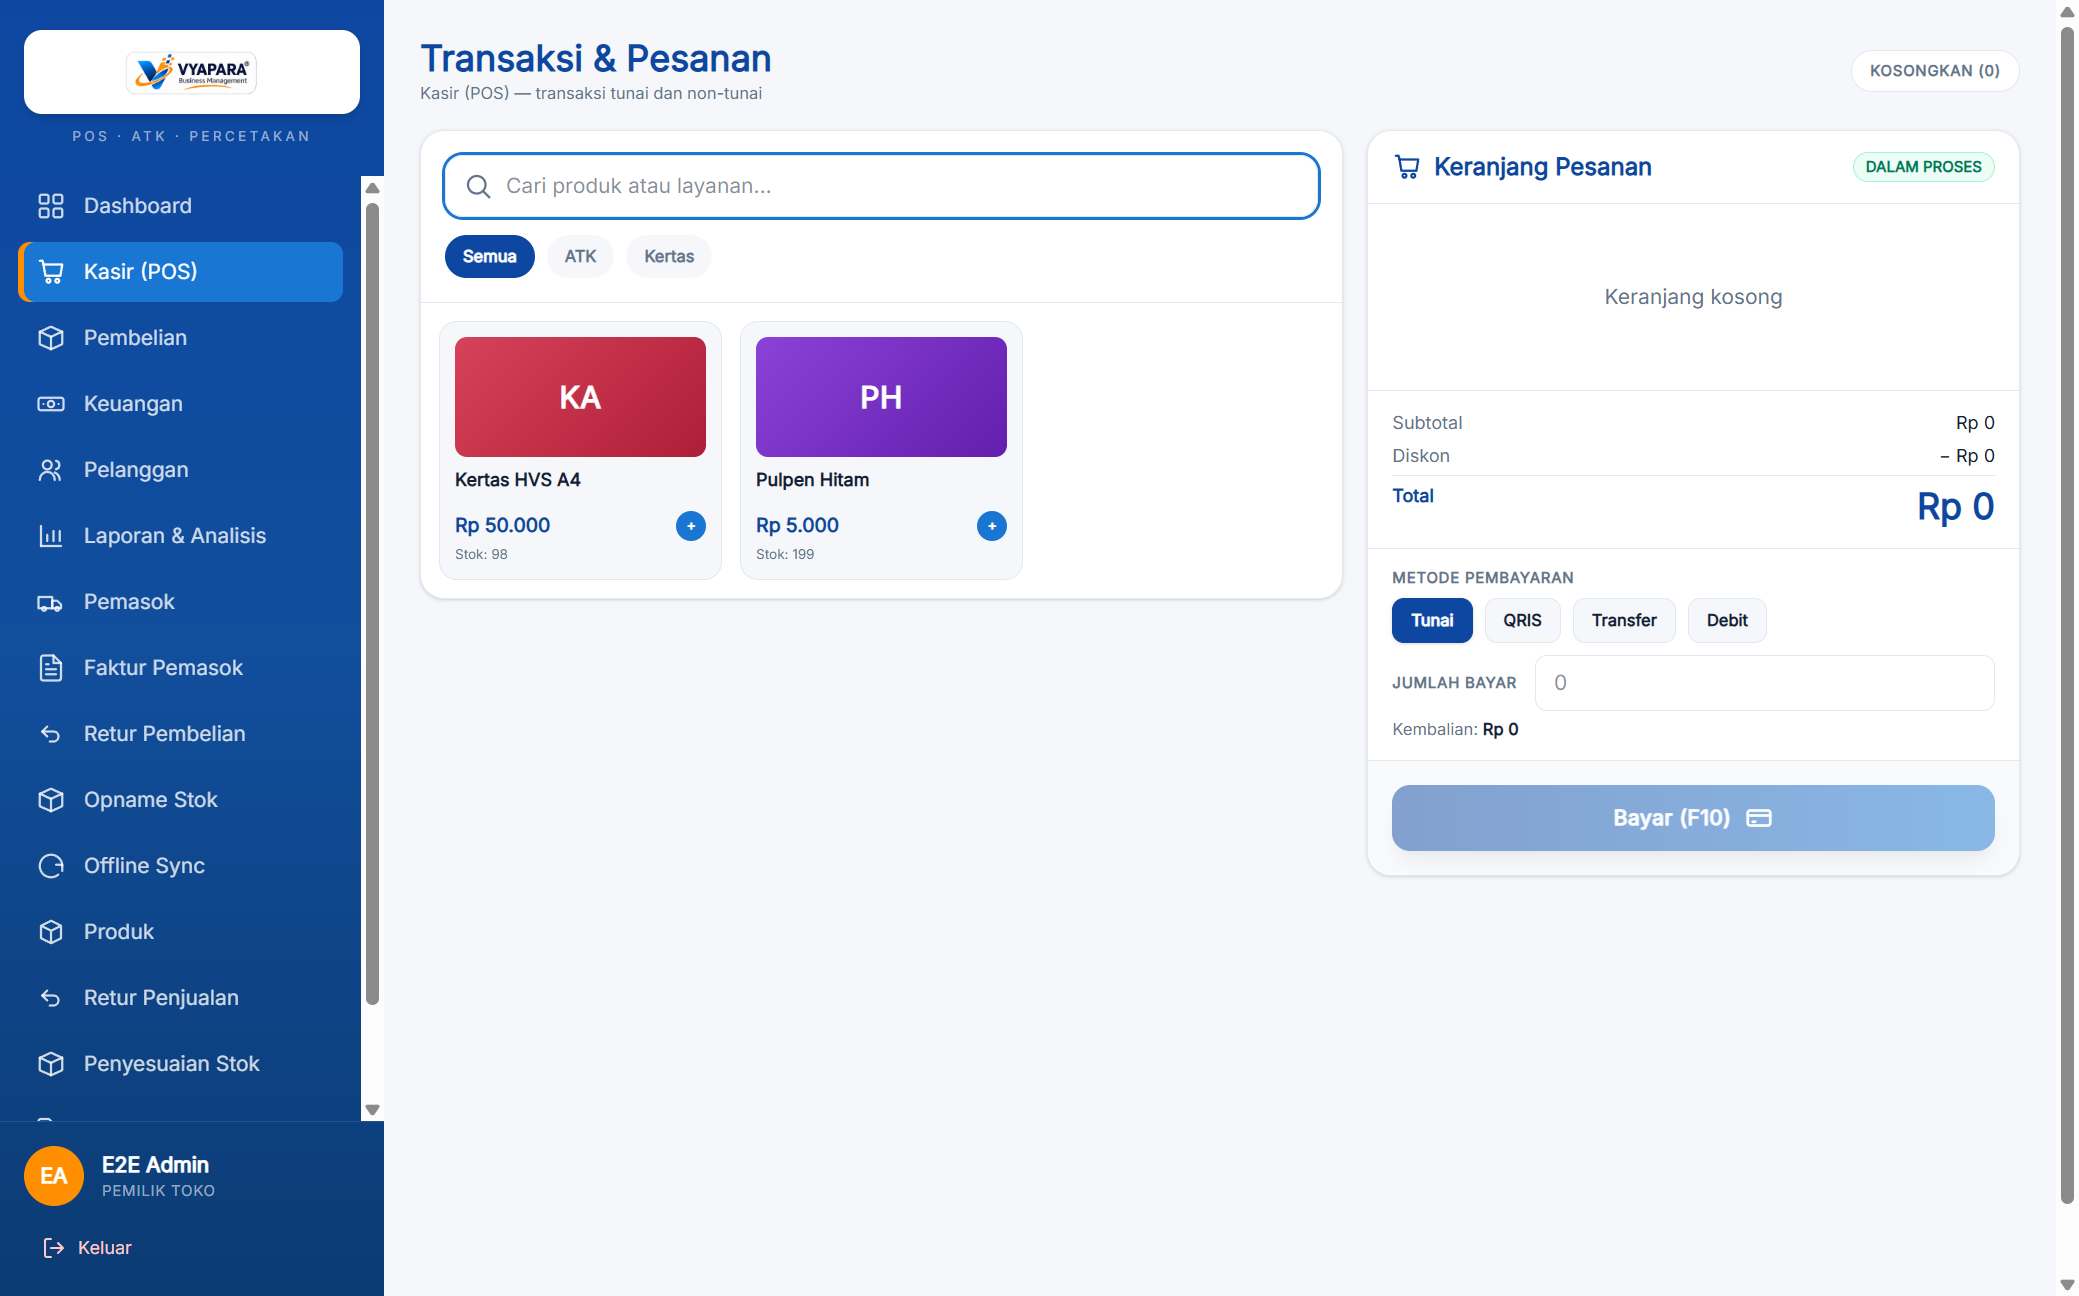 VYAPARA®
Business Management
POS · ATK · PERCETAKAN
Dashboard
Kasir (POS)
Pembelian
Keuangan
Pelanggan
Laporan & Analisis
Pemasok
Faktur Pemasok
Retur Pembelian
Opname Stok
Offline Sync
Produk
Retur Penjualan
Penyesuaian Stok
EA
E2E Admin
PEMILIK TOKO
Keluar
Transaksi & Pesanan
Kasir (POS) — transaksi tunai dan non-tunai
KOSONGKAN (0)
Cari produk atau layanan...
Semua ATK Kertas
KA
Kertas HVS A4
Rp 50.000 +
Stok: 98
PH
Pulpen Hitam
Rp 5.000 +
Stok: 199
Keranjang Pesanan
DALAM PROSES
Keranjang kosong
Subtotal Rp 0
Diskon – Rp 0
Total Rp 0
METODE PEMBAYARAN
Tunai QRIS Transfer Debit
JUMLAH BAYAR 0
Kembalian: Rp 0
Bayar (F10)